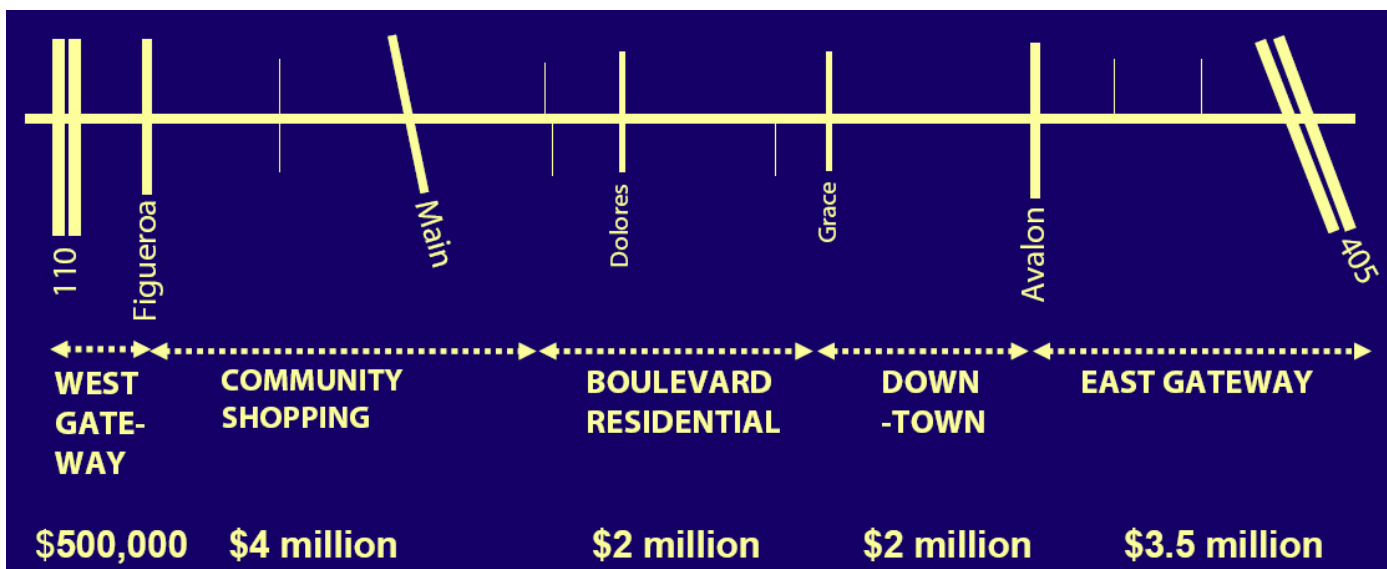 110
Figueroa
Main
Dolores
Grace
Avalon
405
WEST
GATE-
WAY
COMMUNITY
SHOPPING
BOULEVARD
RESIDENTIAL
DOWN
-TOWN
EAST GATEWAY
$500,000
$4 million
$2 million
$2 million
$3.5 million